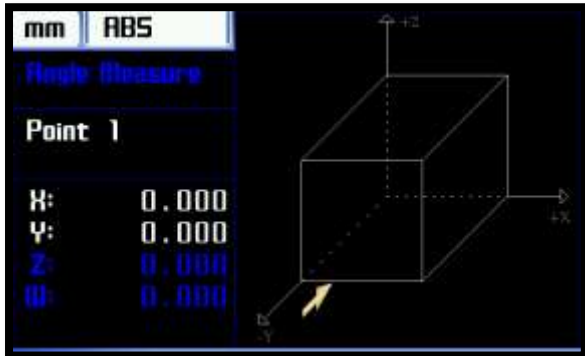 mm ABS
Angle Measure
Point 1
X: 0.000
Y: 0.000
Z: 0.000
W: 0.000
+Z
+X
-Y